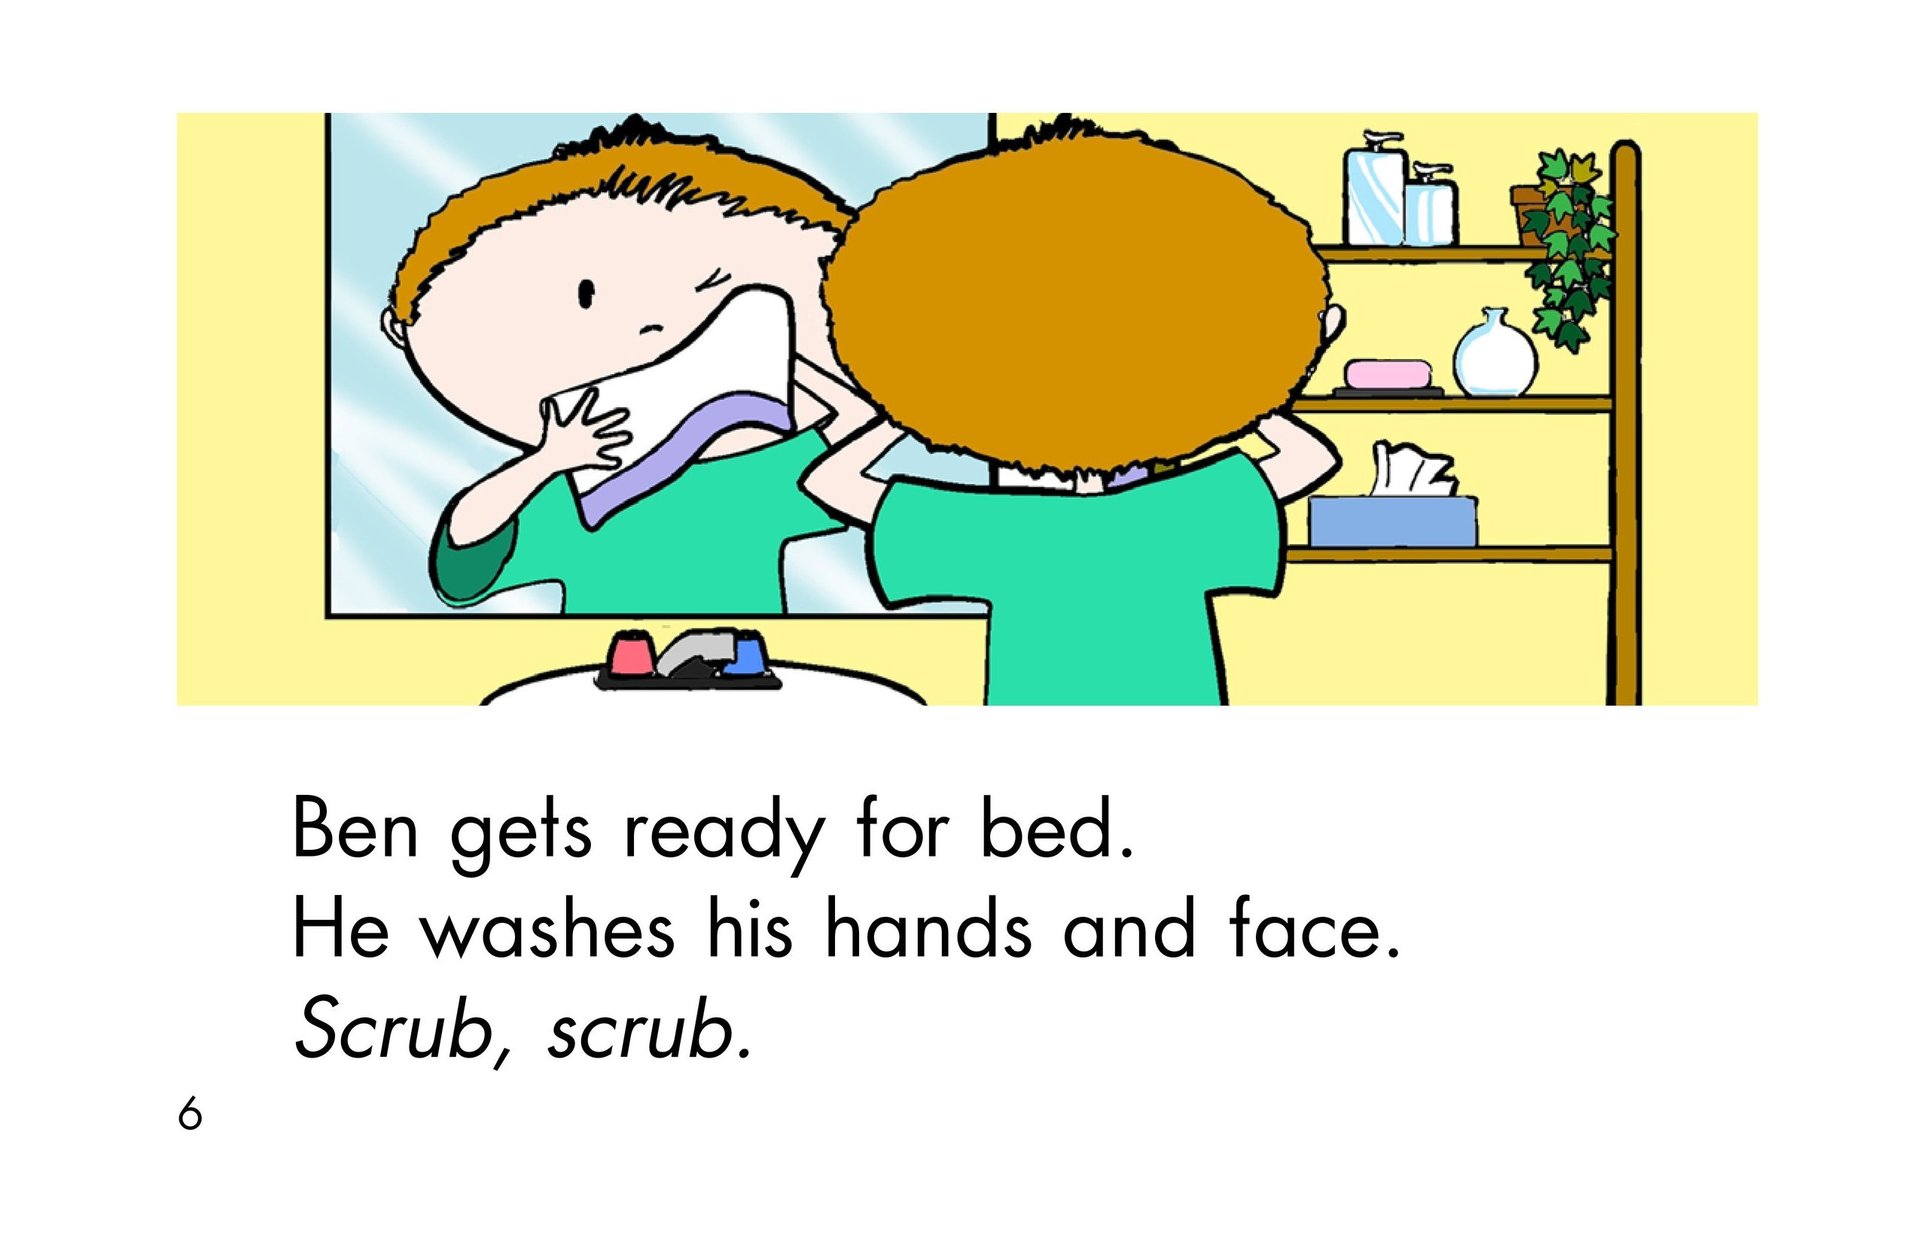 Ben gets ready for bed.
He washes his hands and face.
Scrub, scrub.
6